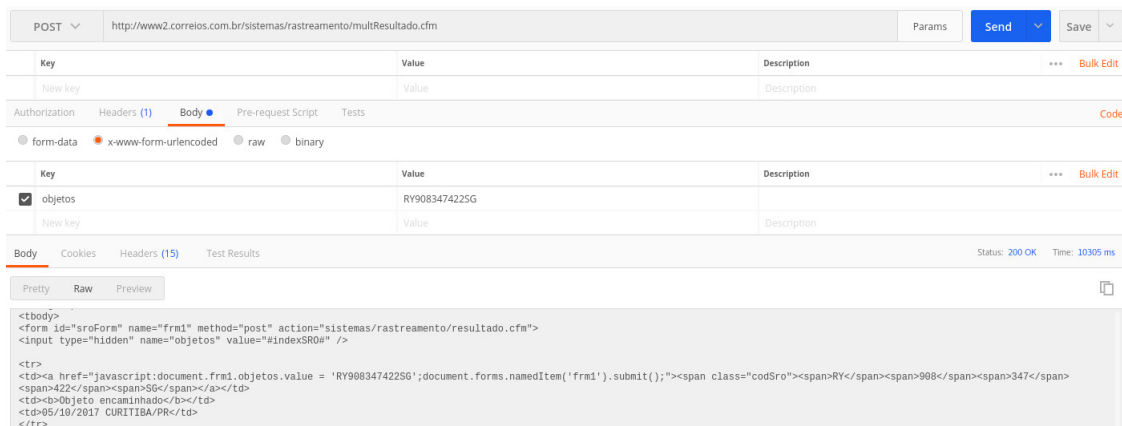 POST http://www2.correios.com.br/sistemas/rastreamento/multResultado.cfm Params Send Save
Key Value Description ••• Bulk Edit
New key Value Description
Authorization Headers (1) Body Pre-request Script Tests Code
form-data x-www-form-urlencoded raw binary
Key Value Description ••• Bulk Edit
objetos RY908347422SG
New key Value Description
Body Cookies Headers (15) Test Results Status: 200 OK Time: 10305 ms
Pretty Raw Preview
<tbody>
<form id="sroForm" name="frm1" method="post" action="sistemas/rastreamento/resultado.cfm">
<input type="hidden" name="objetos" value="#indexSRO#" />
<tr>
<td><a href="javascript:document.frm1.objetos.value = 'RY908347422SG';document.forms.namedItem('frm1').submit();"><span class="codSro"><span>RY</span><span>908</span><span>347</span>
<span>422</span><span>SG</span></a></td>
<td><b>Objeto encaminhado</b></td>
<td>05/10/2017 CURITIBA/PR</td>
</tr>